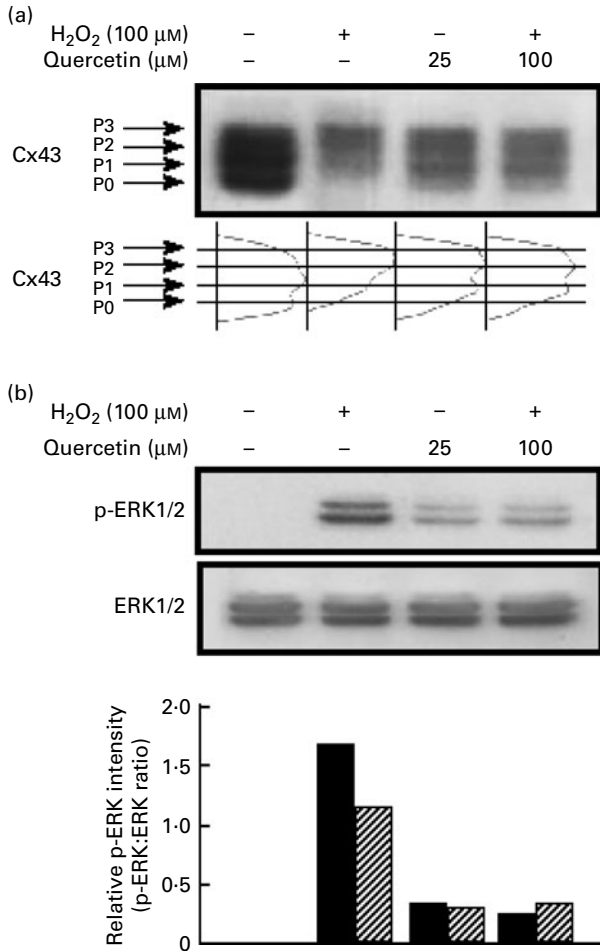 (a)
H₂O₂ (100 μM) – + – +
Quercetin (μM) – – 25 100
Cx43
P3
P2
P1
P0
Cx43
P3
P2
P1
P0
(b)
H₂O₂ (100 μM) – + – +
Quercetin (μM) – – 25 100
p-ERK1/2
ERK1/2
Relative p-ERK intensity
(p-ERK:ERK ratio)
2·0
1·5
1·0
0·5
0